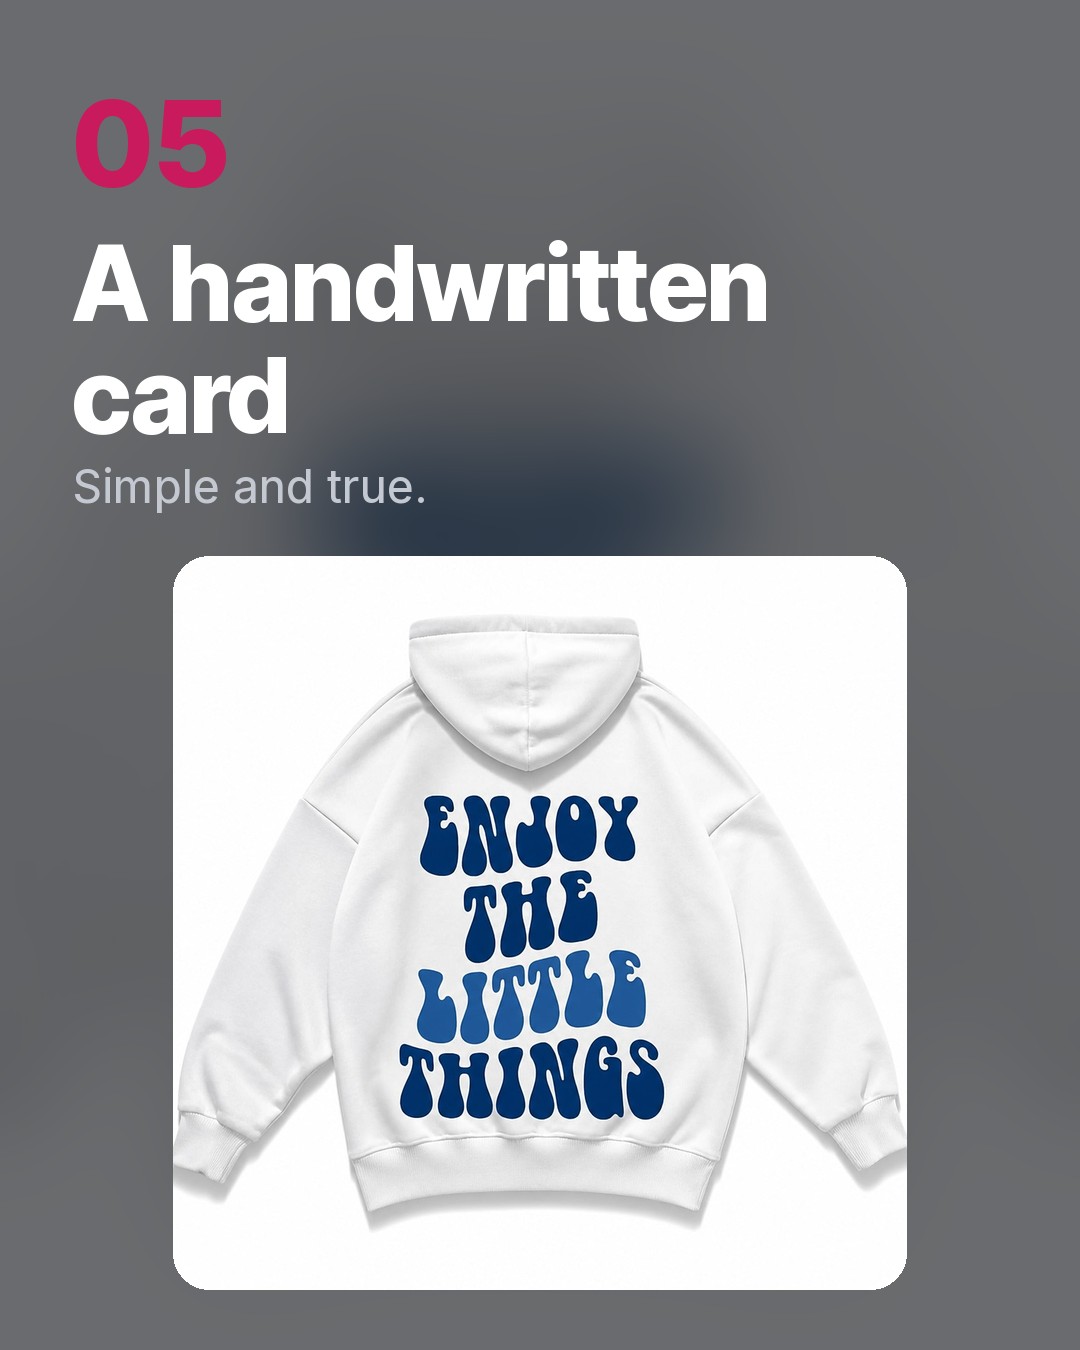 05
A handwritten
card
Simple and true.
ENJOY
THE
LITTLE
THINGS